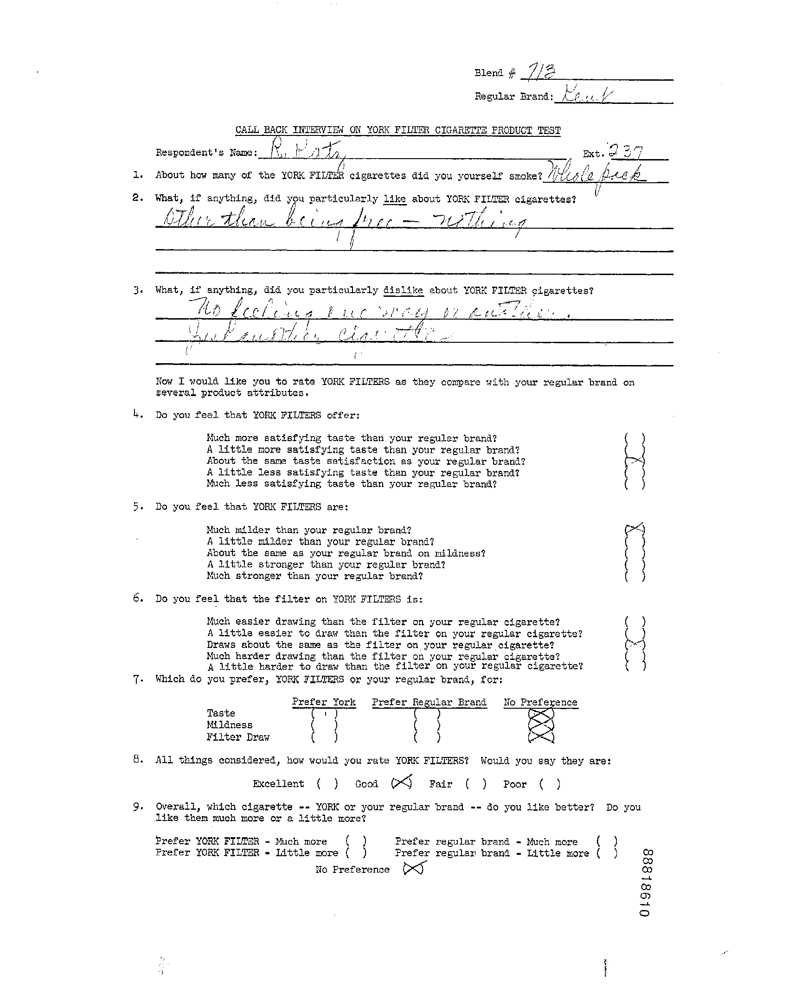 Blend # 713
Regular Brand: Kent
CALL BACK INTERVIEW ON YORK FILTER CIGARETTE PRODUCT TEST
Respondent's Name: R. Katz Ext. 237
1. About how many of the YORK FILTER cigarettes did you yourself smoke? Whole pack
2. What, if anything, did you particularly like about YORK FILTER cigarettes?
Other than being free — nothing
3. What, if anything, did you particularly dislike about YORK FILTER cigarettes?
No feeling one way or another.
Just another cigarette
Now I would like you to rate YORK FILTERS as they compare with your regular brand on
several product attributes.
4. Do you feel that YORK FILTERS offer:
Much more satisfying taste than your regular brand? ( )
A little more satisfying taste than your regular brand? ( )
About the same taste satisfaction as your regular brand? (X)
A little less satisfying taste than your regular brand? ( )
Much less satisfying taste than your regular brand? ( )
5. Do you feel that YORK FILTERS are:
Much milder than your regular brand? (X)
A little milder than your regular brand? ( )
About the same as your regular brand on mildness? ( )
A little stronger than your regular brand? ( )
Much stronger than your regular brand? ( )
6. Do you feel that the filter on YORK FILTERS is:
Much easier drawing than the filter on your regular cigarette? ( )
A little easier to draw than the filter on your regular cigarette? ( )
Draws about the same as the filter on your regular cigarette? (X)
Much harder drawing than the filter on your regular cigarette? ( )
A little harder to draw than the filter on your regular cigarette? ( )
7. Which do you prefer, YORK FILTERS or your regular brand, for:
Prefer York Prefer Regular Brand No Preference
Taste ( ) ( ) (X)
Mildness ( ) ( ) (X)
Filter Draw ( ) ( ) (X)
8. All things considered, how would you rate YORK FILTERS? Would you say they are:
Excellent ( ) Good (X) Fair ( ) Poor ( )
9. Overall, which cigarette -- YORK or your regular brand -- do you like better? Do you
like them much more or a little more?
Prefer YORK FILTER - Much more ( ) Prefer regular brand - Much more ( )
Prefer YORK FILTER - Little more ( ) Prefer regular brand - Little more ( )
No Preference (X)
88818610